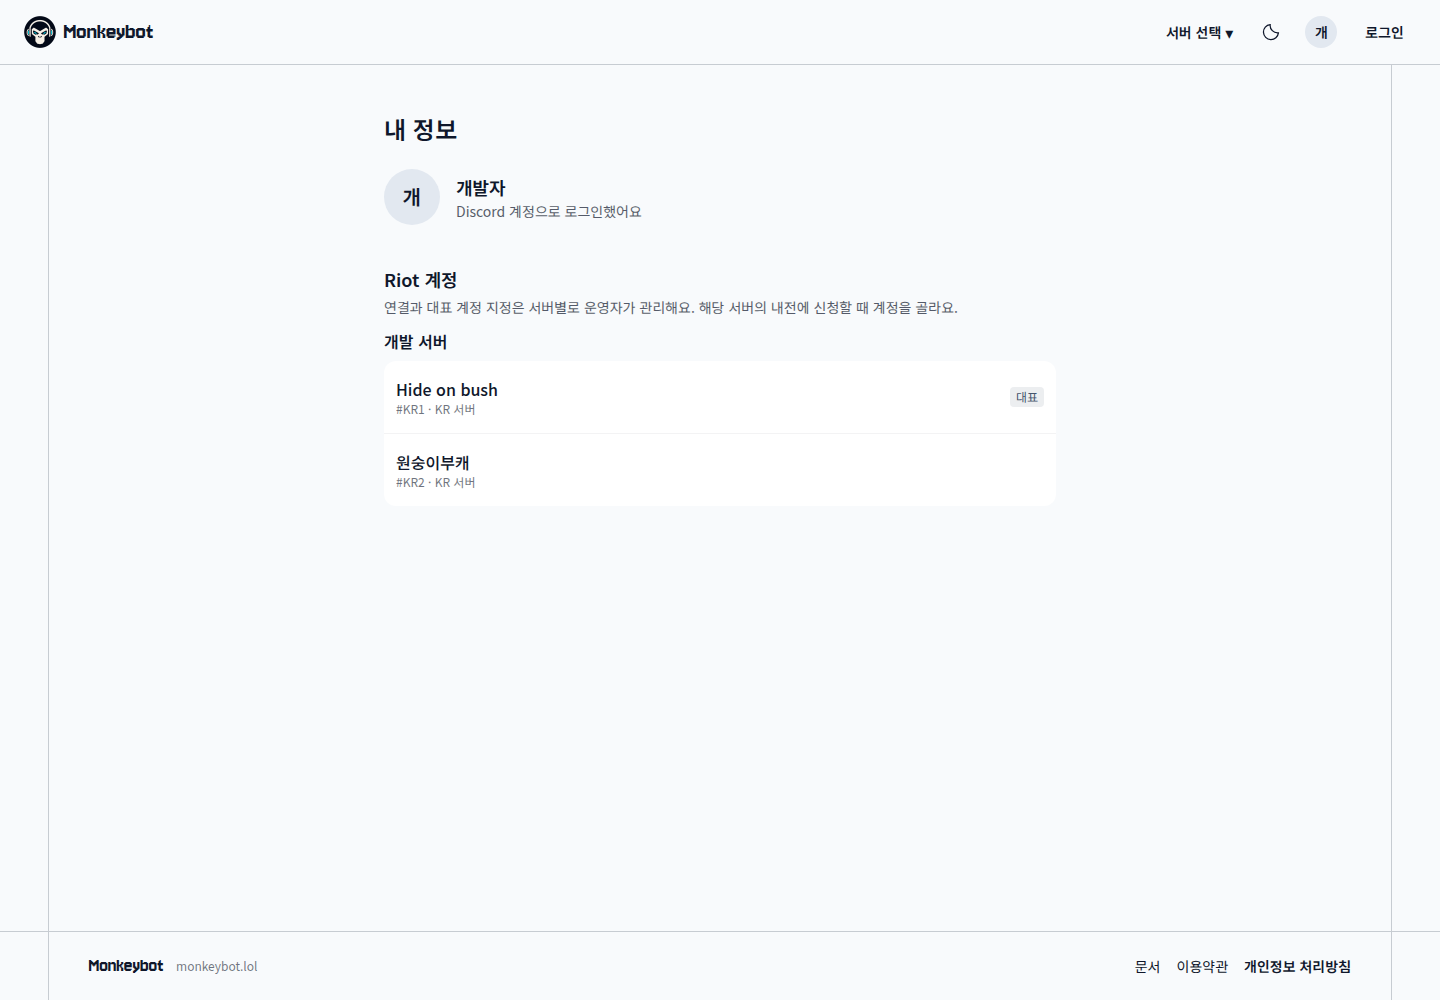 Monkeybot
서버 선택 ▾
개
로그인
내 정보
개
개발자
Discord 계정으로 로그인했어요
Riot 계정
연결과 대표 계정 지정은 서버별로 운영자가 관리해요. 해당 서버의 내전에 신청할 때 계정을 골라요.
개발 서버
Hide on bush
#KR1 · KR 서버
대표
원숭이부캐
#KR2 · KR 서버
Monkeybot monkeybot.lol
문서 이용약관 개인정보 처리방침